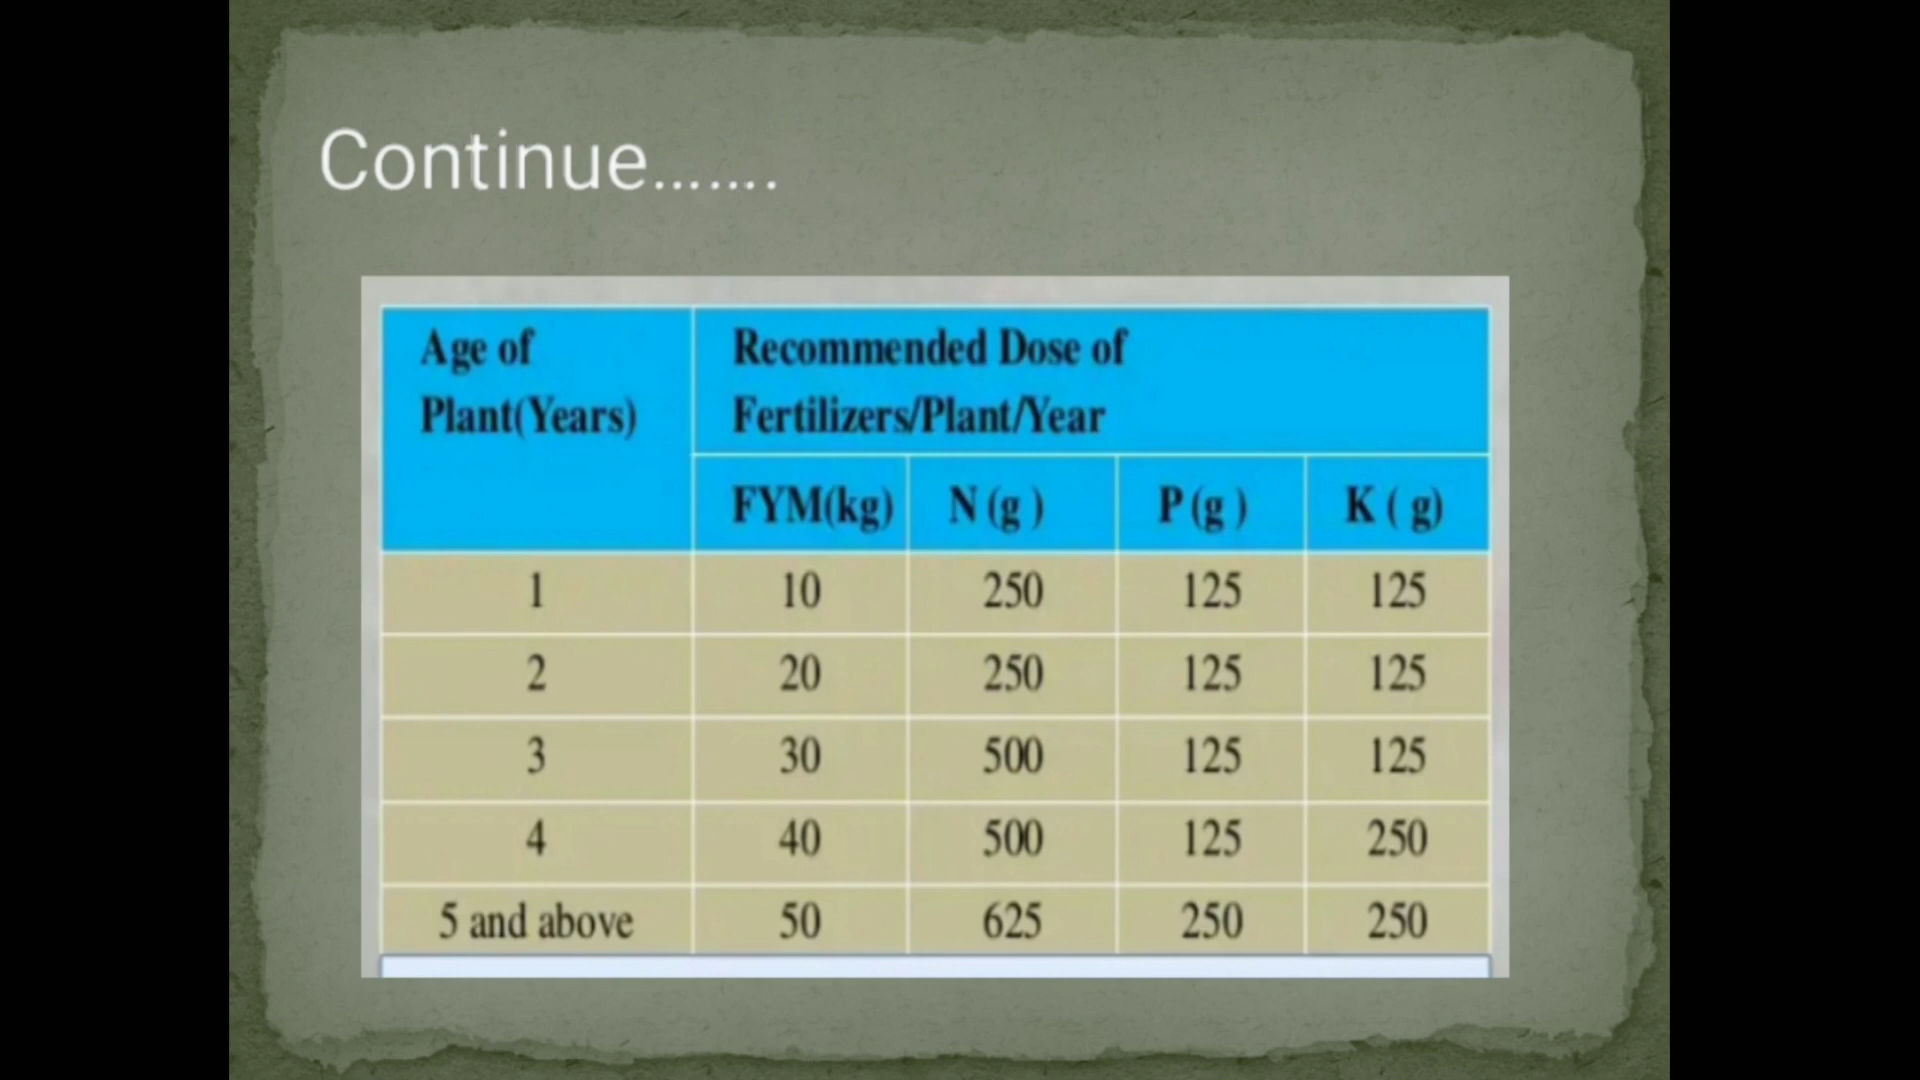 Continue.......
Age of
Plant(Years)
Recommended Dose of
Fertilizers/Plant/Year
FYM(kg) N (g ) P (g ) K ( g)
1 10 250 125 125
2 20 250 125 125
3 30 500 125 125
4 40 500 125 250
5 and above 50 625 250 250